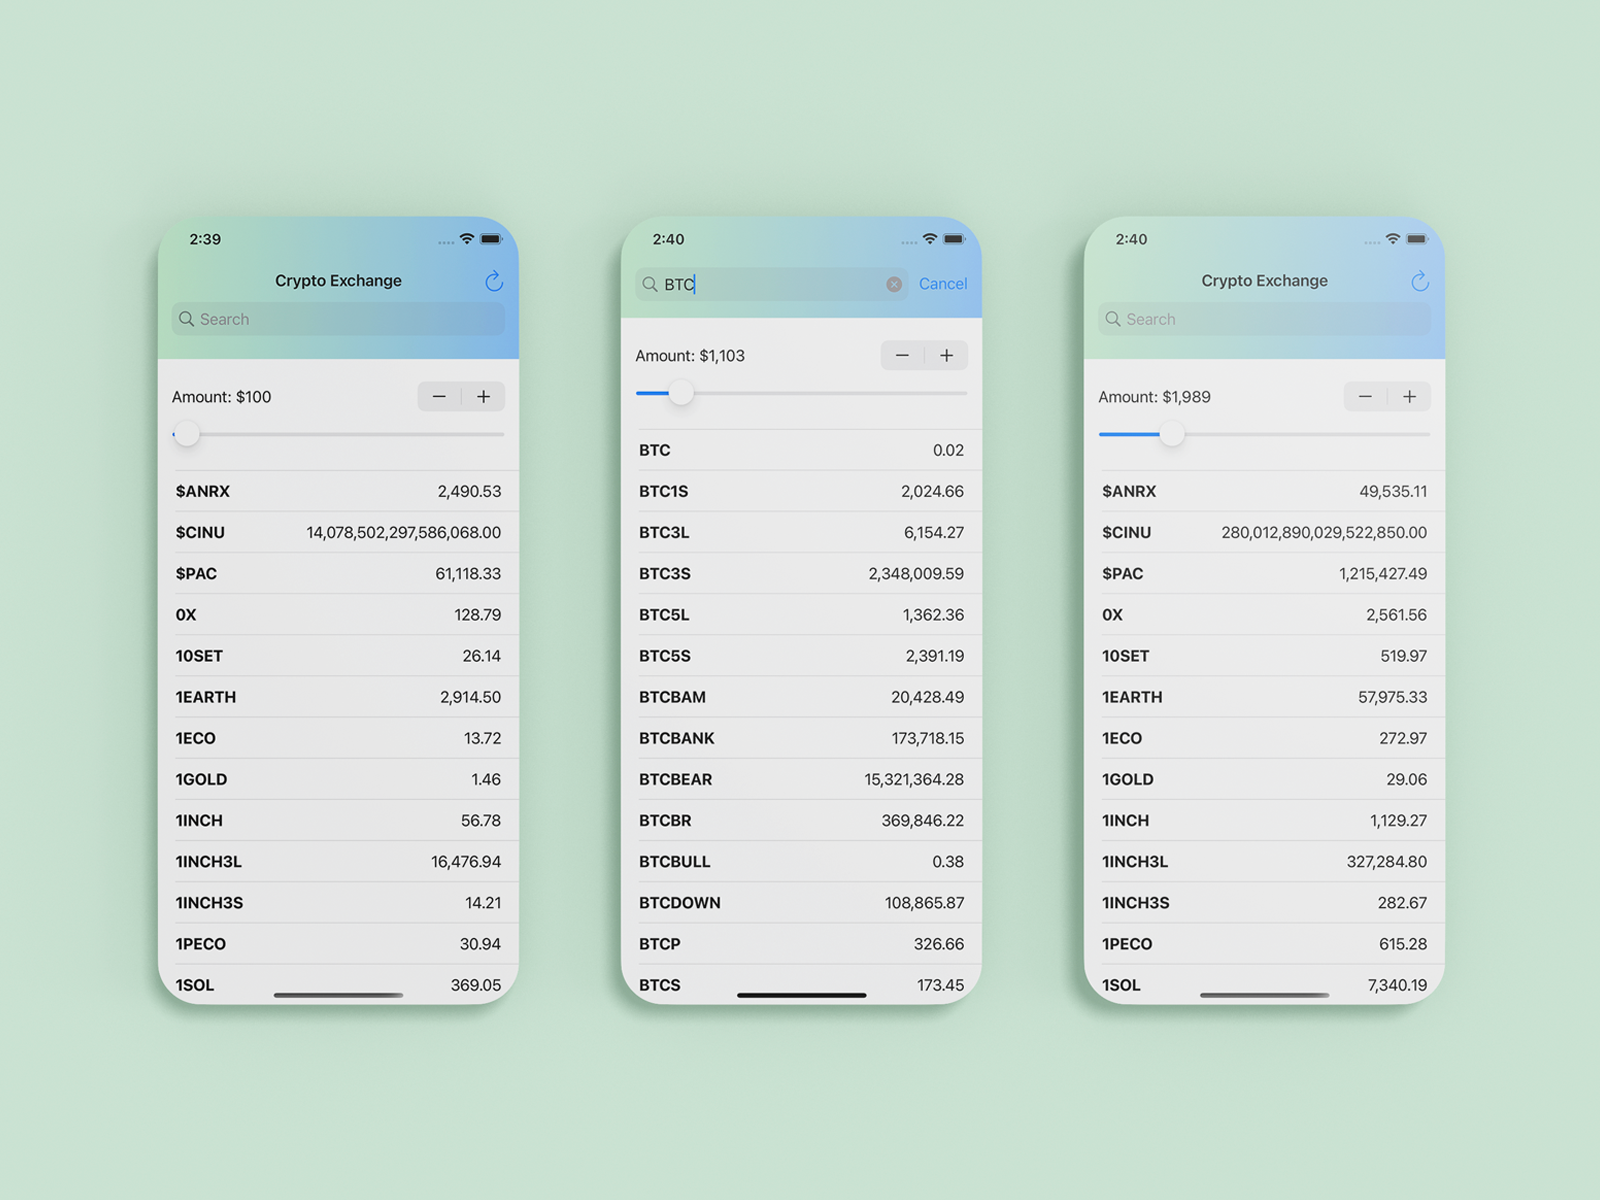 2:39
Crypto Exchange
Search
Amount: $100
$ANRX 2,490.53
$CINU 14,078,502,297,586,068.00
$PAC 61,118.33
0X 128.79
10SET 26.14
1EARTH 2,914.50
1ECO 13.72
1GOLD 1.46
1INCH 56.78
1INCH3L 16,476.94
1INCH3S 14.21
1PECO 30.94
1SOL 369.05
2:40
BTC Cancel
Amount: $1,103
BTC 0.02
BTC1S 2,024.66
BTC3L 6,154.27
BTC3S 2,348,009.59
BTC5L 1,362.36
BTC5S 2,391.19
BTCBAM 20,428.49
BTCBANK 173,718.15
BTCBEAR 15,321,364.28
BTCBR 369,846.22
BTCBULL 0.38
BTCDOWN 108,865.87
BTCP 326.66
BTCS 173.45
2:40
Crypto Exchange
Search
Amount: $1,989
$ANRX 49,535.11
$CINU 280,012,890,029,522,850.00
$PAC 1,215,427.49
0X 2,561.56
10SET 519.97
1EARTH 57,975.33
1ECO 272.97
1GOLD 29.06
1INCH 1,129.27
1INCH3L 327,284.80
1INCH3S 282.67
1PECO 615.28
1SOL 7,340.19